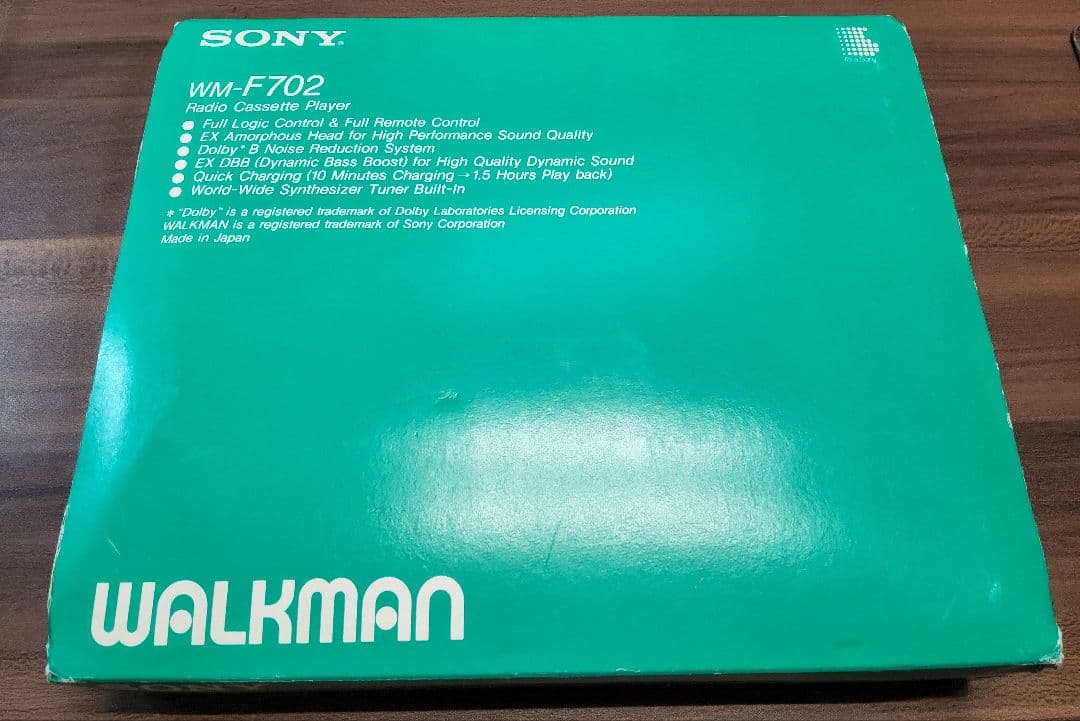 SONY®
WM-F702
Radio Cassette Player
● Full Logic Control & Full Remote Control
● EX Amorphous Head for High Performance Sound Quality
● Dolby* B Noise Reduction System
● EX DBB (Dynamic Bass Boost) for High Quality Dynamic Sound
● Quick Charging (10 Minutes Charging → 1.5 Hours Play back)
● World-Wide Synthesizer Tuner Built-In
* "Dolby" is a registered trademark of Dolby Laboratories Licensing Corporation
WALKMAN is a registered trademark of Sony Corporation
Made in Japan
It's a Sony
WALKMAN
SONY